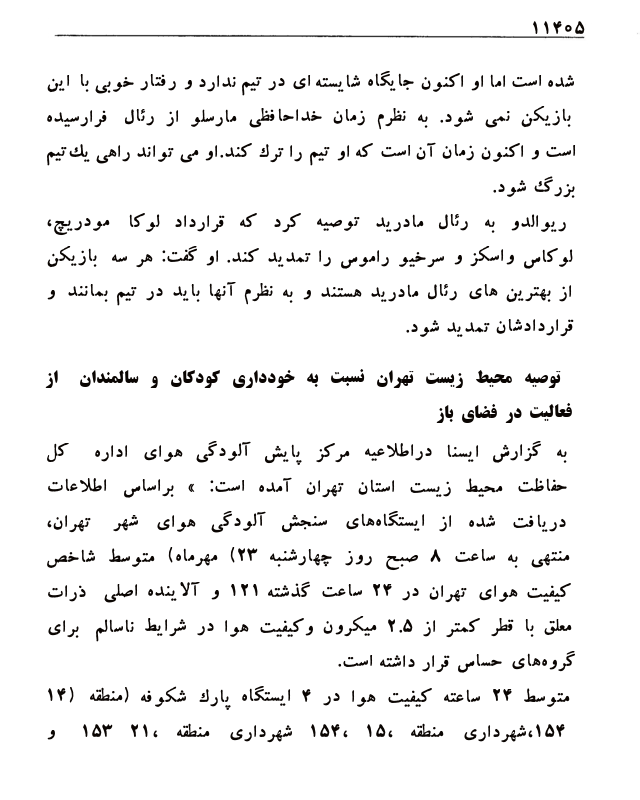 ۱۱۴۰۵
شده است اما او اکنون جایگاه شایسته ای در تیم ندارد و رفتار خوبی با این
بازیکن نمی شود. به نظرم زمان خداحافظی مارسلو از رئال فرارسیده
است و اکنون زمان آن است که او تیم را ترك کند.او می تواند راهی یك تیم
بزرگ شود.
ریوالدو به رئال مادرید توصیه کرد که قرارداد لوکا مودریچ،
لوکاس واسکز و سرخیو راموس را تمدید کند. او گفت: هر سه بازیکن
از بهترین های رئال مادرید هستند و به نظرم آنها باید در تیم بمانند و
قراردادشان تمدید شود.
توصیه محیط زیست تهران نسبت به خودداری کودکان و سالمندان از
فعالیت در فضای باز
به گزارش ایسنا دراطلاعیه مرکز پایش آلودگی هوای اداره کل
حفاظت محیط زیست استان تهران آمده است: » براساس اطلاعات
دریافت شده از ایستگاه‌های سنجش آلودگی هوای شهر تهران،
منتهی به ساعت ۸ صبح روز چهارشنبه ۲۳) مهرماه) متوسط شاخص
کیفیت هوای تهران در ۲۴ ساعت گذشته ۱۲۱ و آلاینده اصلی ذرات
معلق با قطر کمتر از ۲.۵ میکرون وکیفیت هوا در شرایط ناسالم برای
گروه‌های حساس قرار داشته است.
متوسط ۲۴ ساعته کیفیت هوا در ۴ ایستگاه پارك شکوفه (منطقه (۱۴
۱۵۴،شهرداری منطقه ،۱۵ ،۱۵۴ شهرداری منطقه ،۲۱ ۱۵۳ و